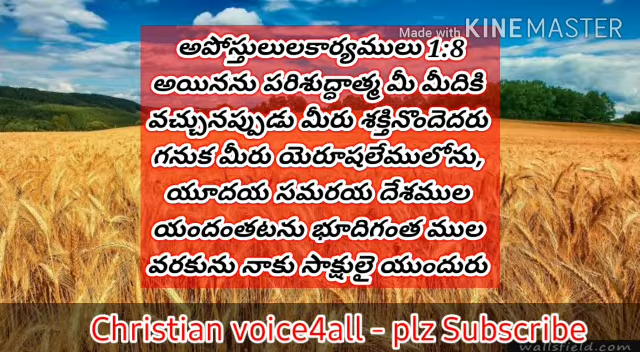 Made with KINEMASTER
అపోస్తులులకార్యములు 1:8
అయినను పరిశుద్ధాత్మ మీ మీదికి
వచ్చునప్పుడు మీరు శక్తినొందెదరు
గనుక మీరు యెరూషలేములోను,
యూదయ సమరయ దేశముల
యందంతటను భూదిగంత ముల
వరకును నాకు సాక్షులై యుందురు
Christian voice4all - plz Subscribe
wallsfield.com